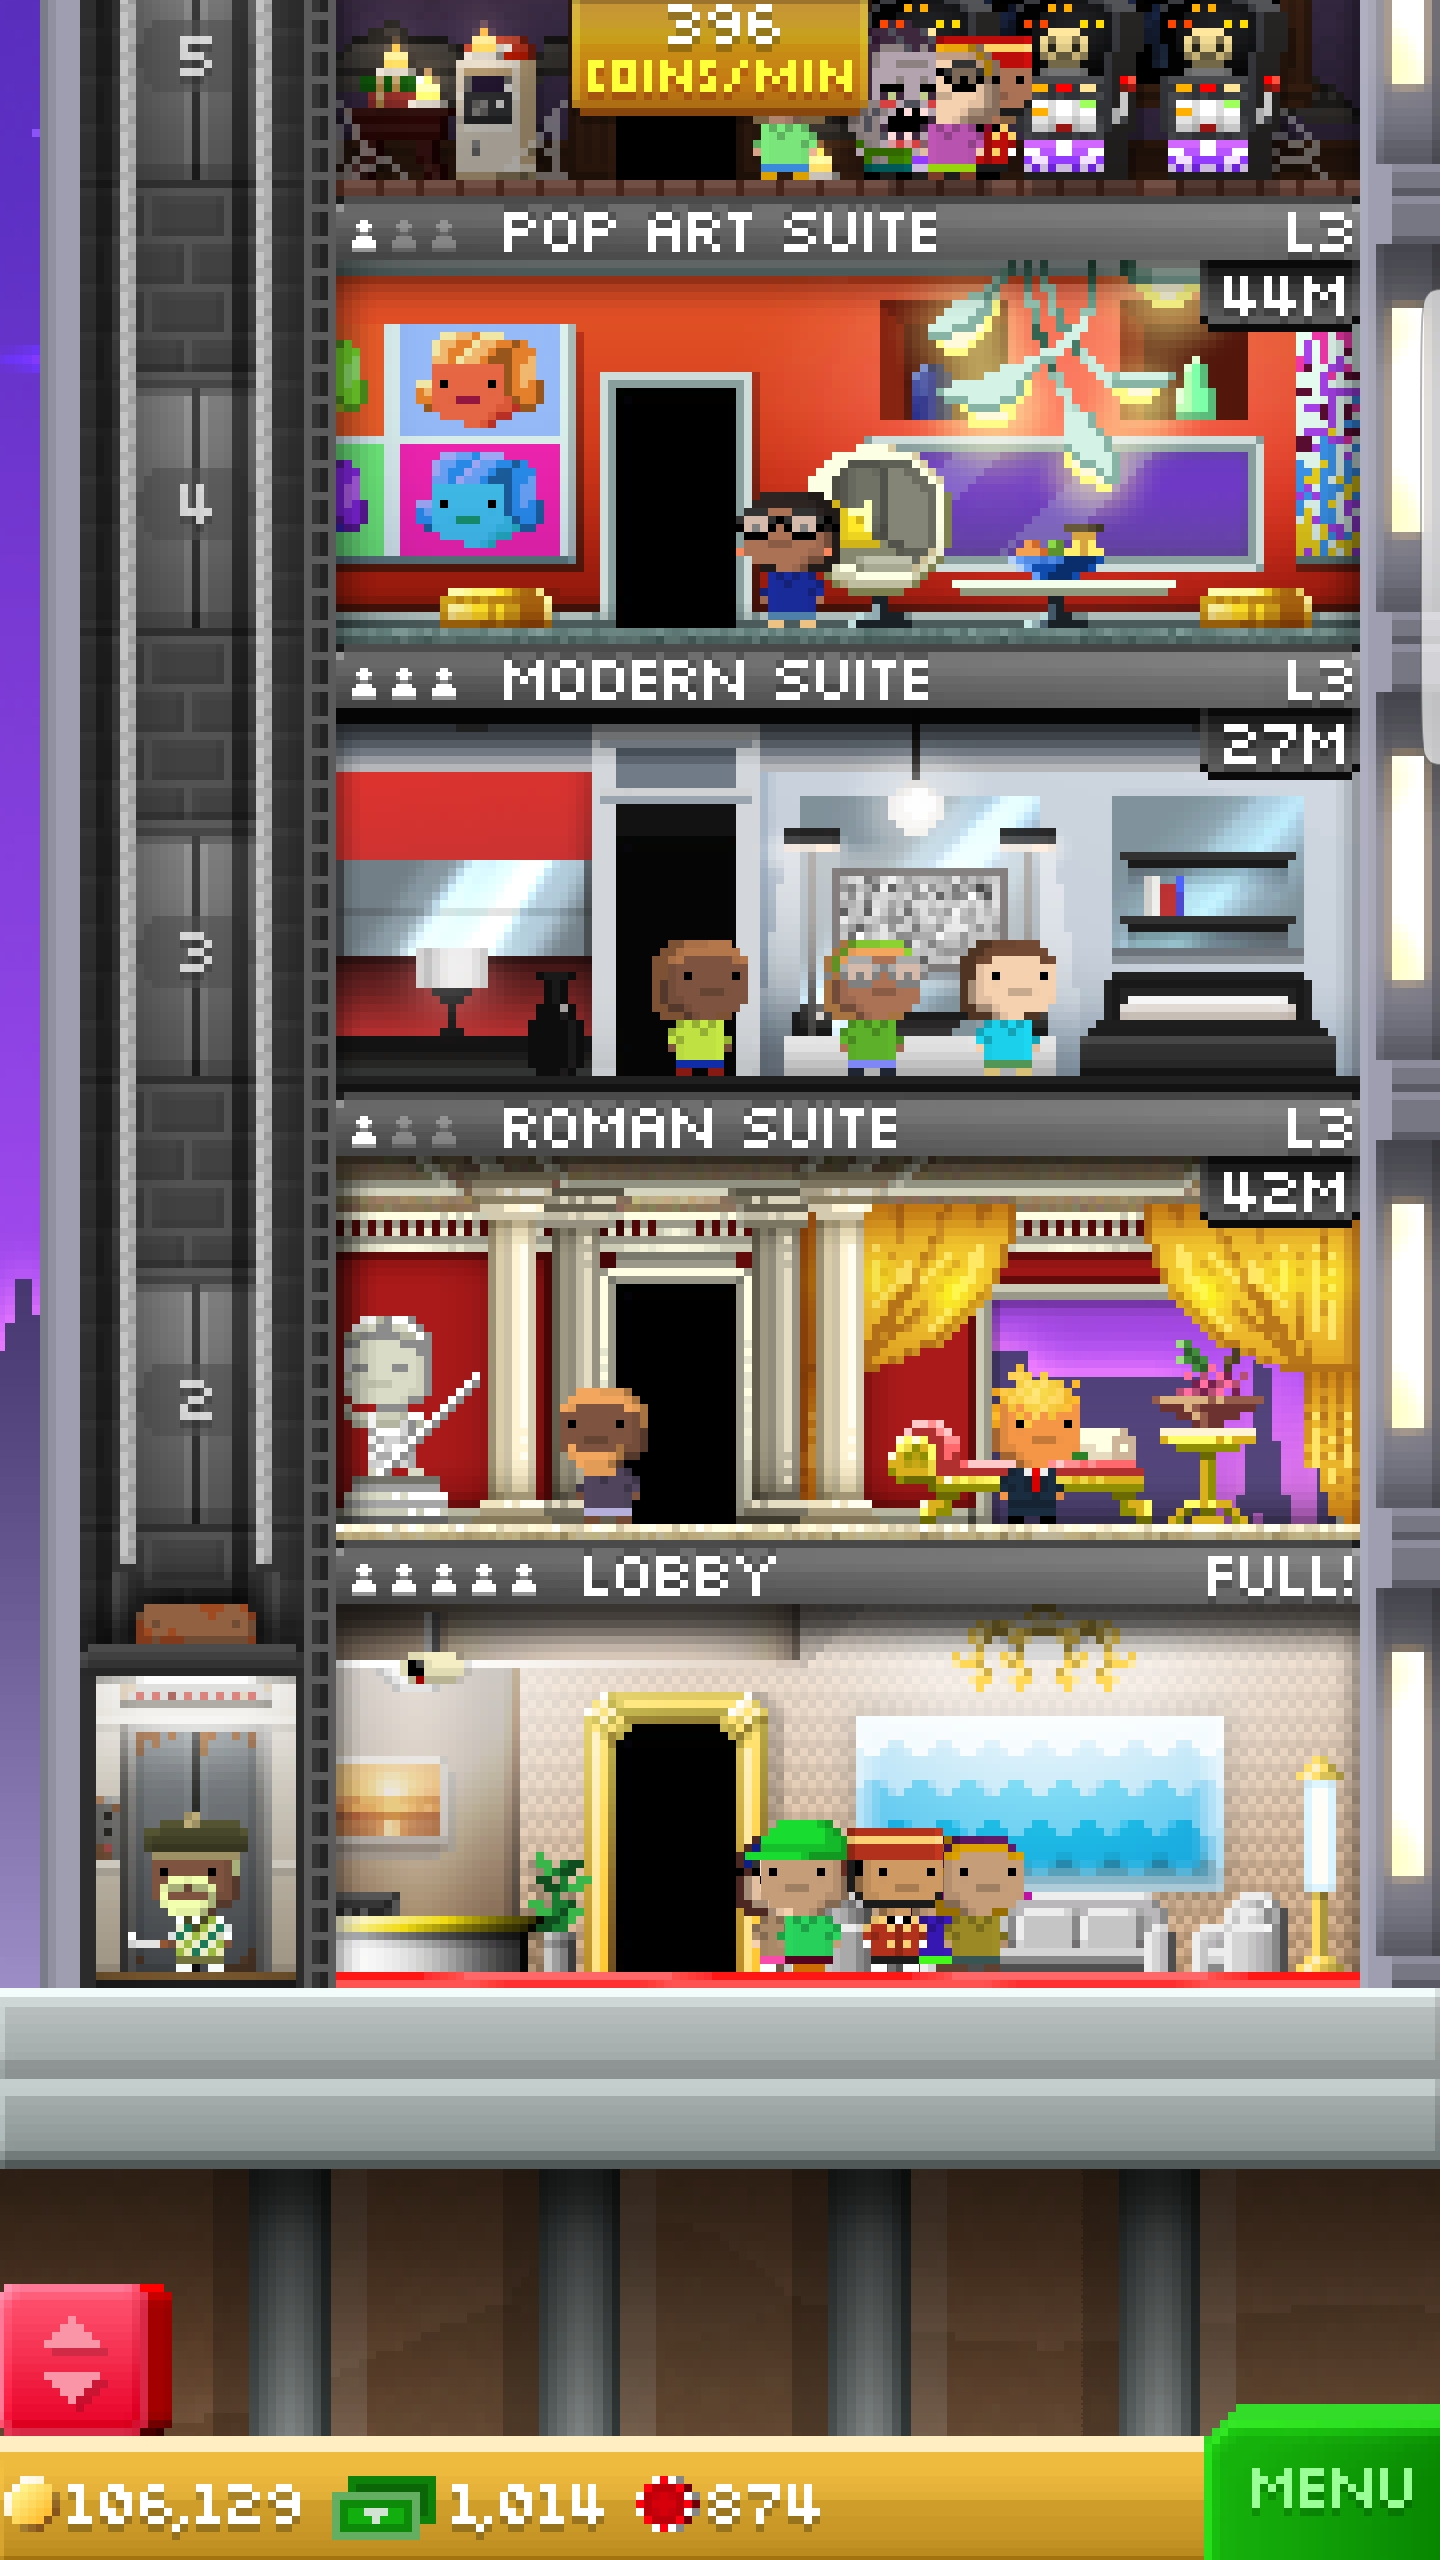 396
COINS/MIN
5
POP ART SUITE L3
44M
4
MODERN SUITE L3
27M
3
ROMAN SUITE L3
42M
2
LOBBY FULL!
106,129 1,014 874
MENU